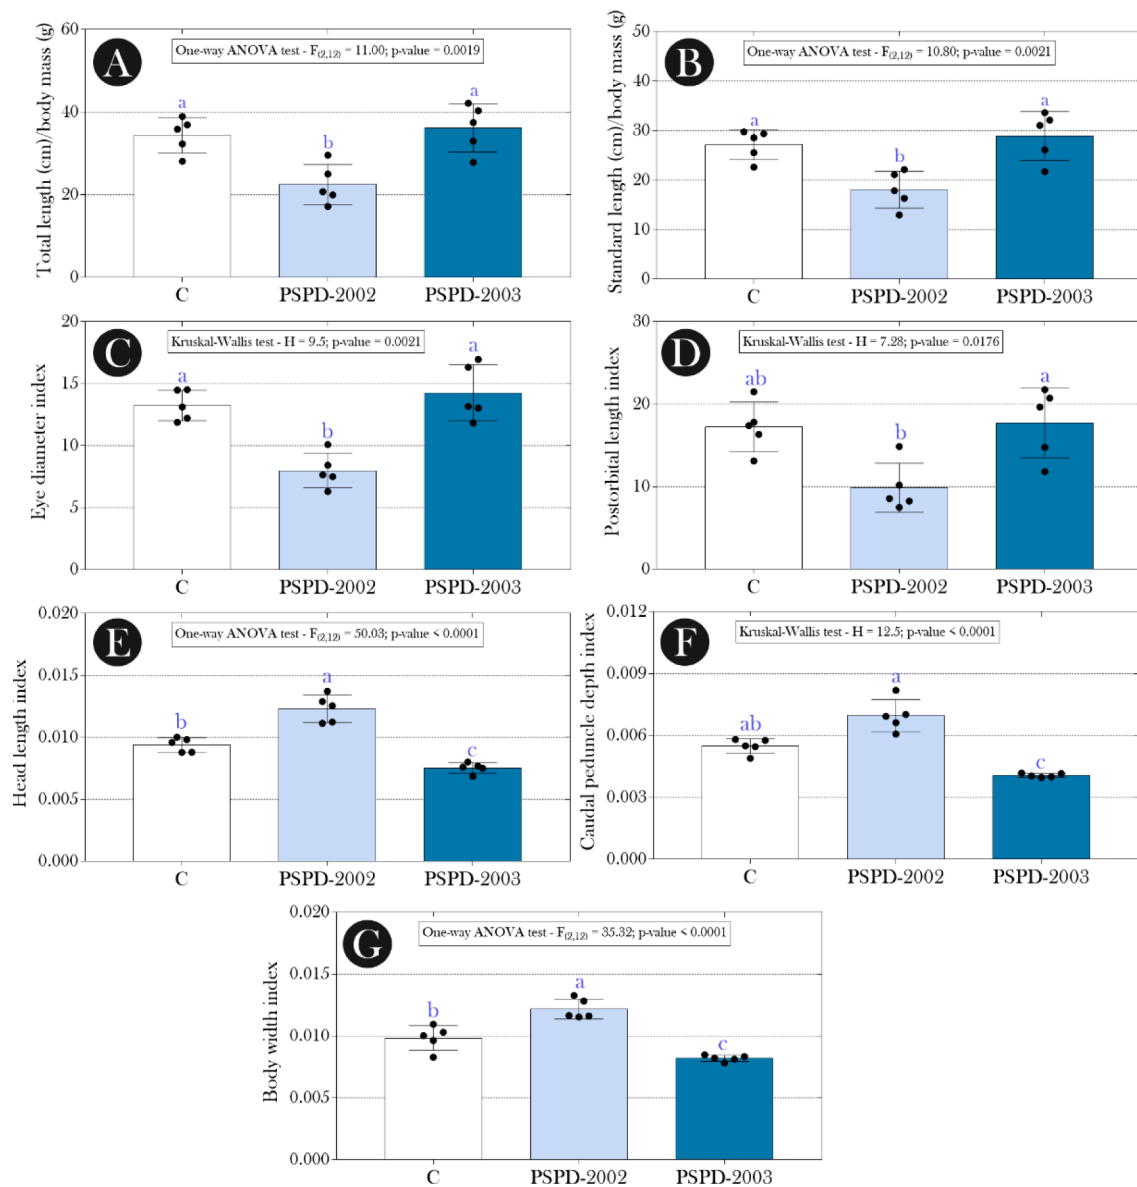 A
One-way ANOVA test - F(2,12) = 11.00; p-value = 0.0019
Total length (cm)/body mass (g)
60
40
20
0
a
b
a
C
PSPD-2002
PSPD-2003
B
One-way ANOVA test - F(2,12) = 10.80; p-value = 0.0021
Standard length (cm)/body mass (g)
50
40
30
20
10
0
a
b
a
C
PSPD-2002
PSPD-2003
C
Kruskal-Wallis test - H = 9.5; p-value = 0.0021
Eye diameter index
20
15
10
5
0
a
b
a
C
PSPD-2002
PSPD-2003
D
Kruskal-Wallis test - H = 7.28; p-value = 0.0176
Postorbital length index
30
20
10
0
ab
b
a
C
PSPD-2002
PSPD-2003
E
One-way ANOVA test - F(2,12) = 50.03; p-value < 0.0001
Head length index
0.020
0.015
0.010
0.005
0.000
b
a
c
C
PSPD-2002
PSPD-2003
F
Kruskal-Wallis test - H = 12.5; p-value < 0.0001
Caudal peduncle depth index
0.012
0.009
0.006
0.003
0.000
ab
a
c
C
PSPD-2002
PSPD-2003
G
One-way ANOVA test - F(2,12) = 35.32; p-value < 0.0001
Body width index
0.020
0.015
0.010
0.005
0.000
b
a
c
C
PSPD-2002
PSPD-2003